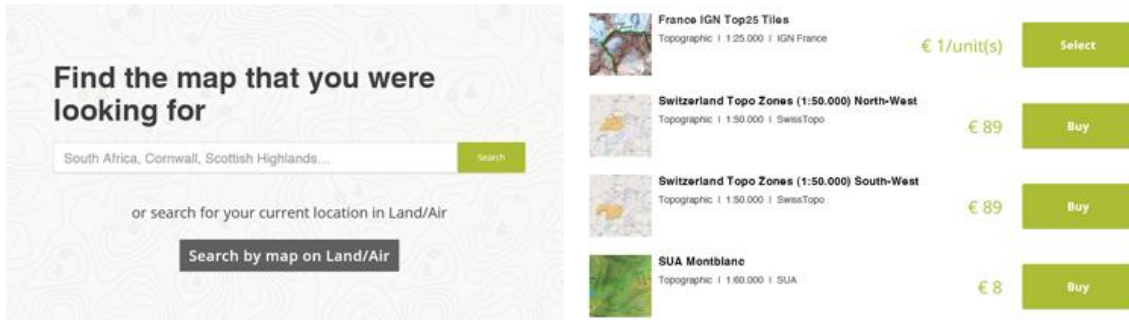 Find the map that you were
looking for
South Africa, Cornwall, Scottish Highlands...
Search
or search for your current location in Land/Air
Search by map on Land/Air
France IGN Top25 Tiles
Topographic | 1:25.000 | IGN France
€ 1/unit(s)
Select
Switzerland Topo Zones (1:50.000) North-West
Topographic | 1:50.000 | SwissTopo
€ 89
Buy
Switzerland Topo Zones (1:50.000) South-West
Topographic | 1:50.000 | SwissTopo
€ 89
Buy
SUA Montblanc
Topographic | 1:60.000 | SUA
€ 8
Buy